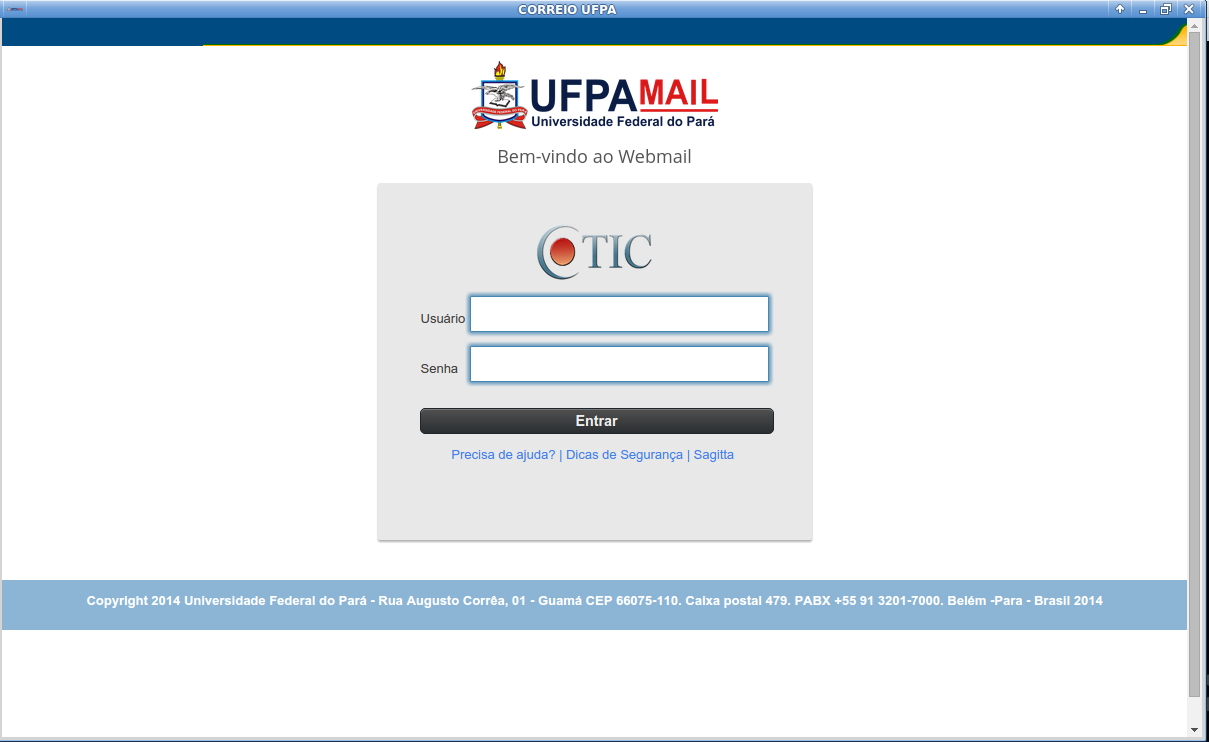 CORREIO UFPA
UFPAMAIL
Universidade Federal do Pará
Bem-vindo ao Webmail
CTIC
Usuário
Senha
Entrar
Precisa de ajuda? | Dicas de Segurança | Sagitta
Copyright 2014 Universidade Federal do Pará - Rua Augusto Corrêa, 01 - Guamá CEP 66075-110. Caixa postal 479. PABX +55 91 3201-7000. Belém -Para - Brasil 2014